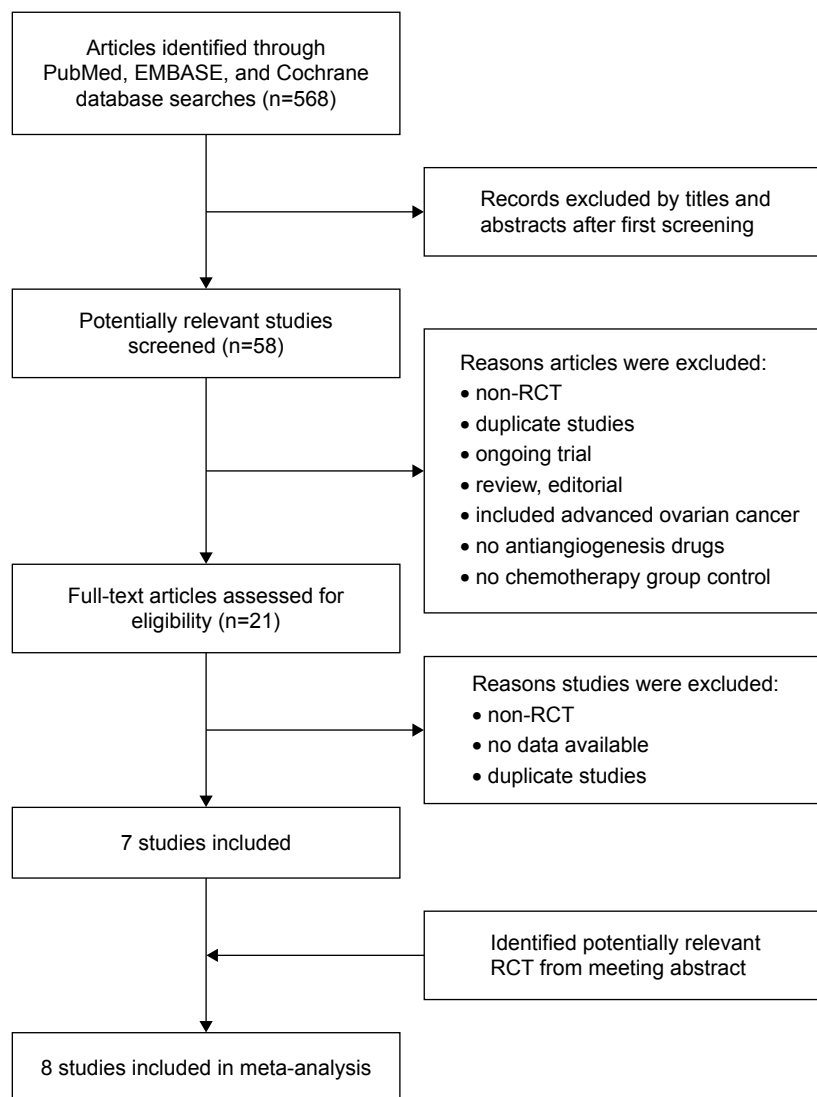 Articles identified through
PubMed, EMBASE, and Cochrane
database searches (n=568)
Records excluded by titles and
abstracts after first screening
Potentially relevant studies
screened (n=58)
Reasons articles were excluded:
• non-RCT
• duplicate studies
• ongoing trial
• review, editorial
• included advanced ovarian cancer
• no antiangiogenesis drugs
• no chemotherapy group control
Full-text articles assessed for
eligibility (n=21)
Reasons studies were excluded:
• non-RCT
• no data available
• duplicate studies
7 studies included
Identified potentially relevant
RCT from meeting abstract
8 studies included in meta-analysis